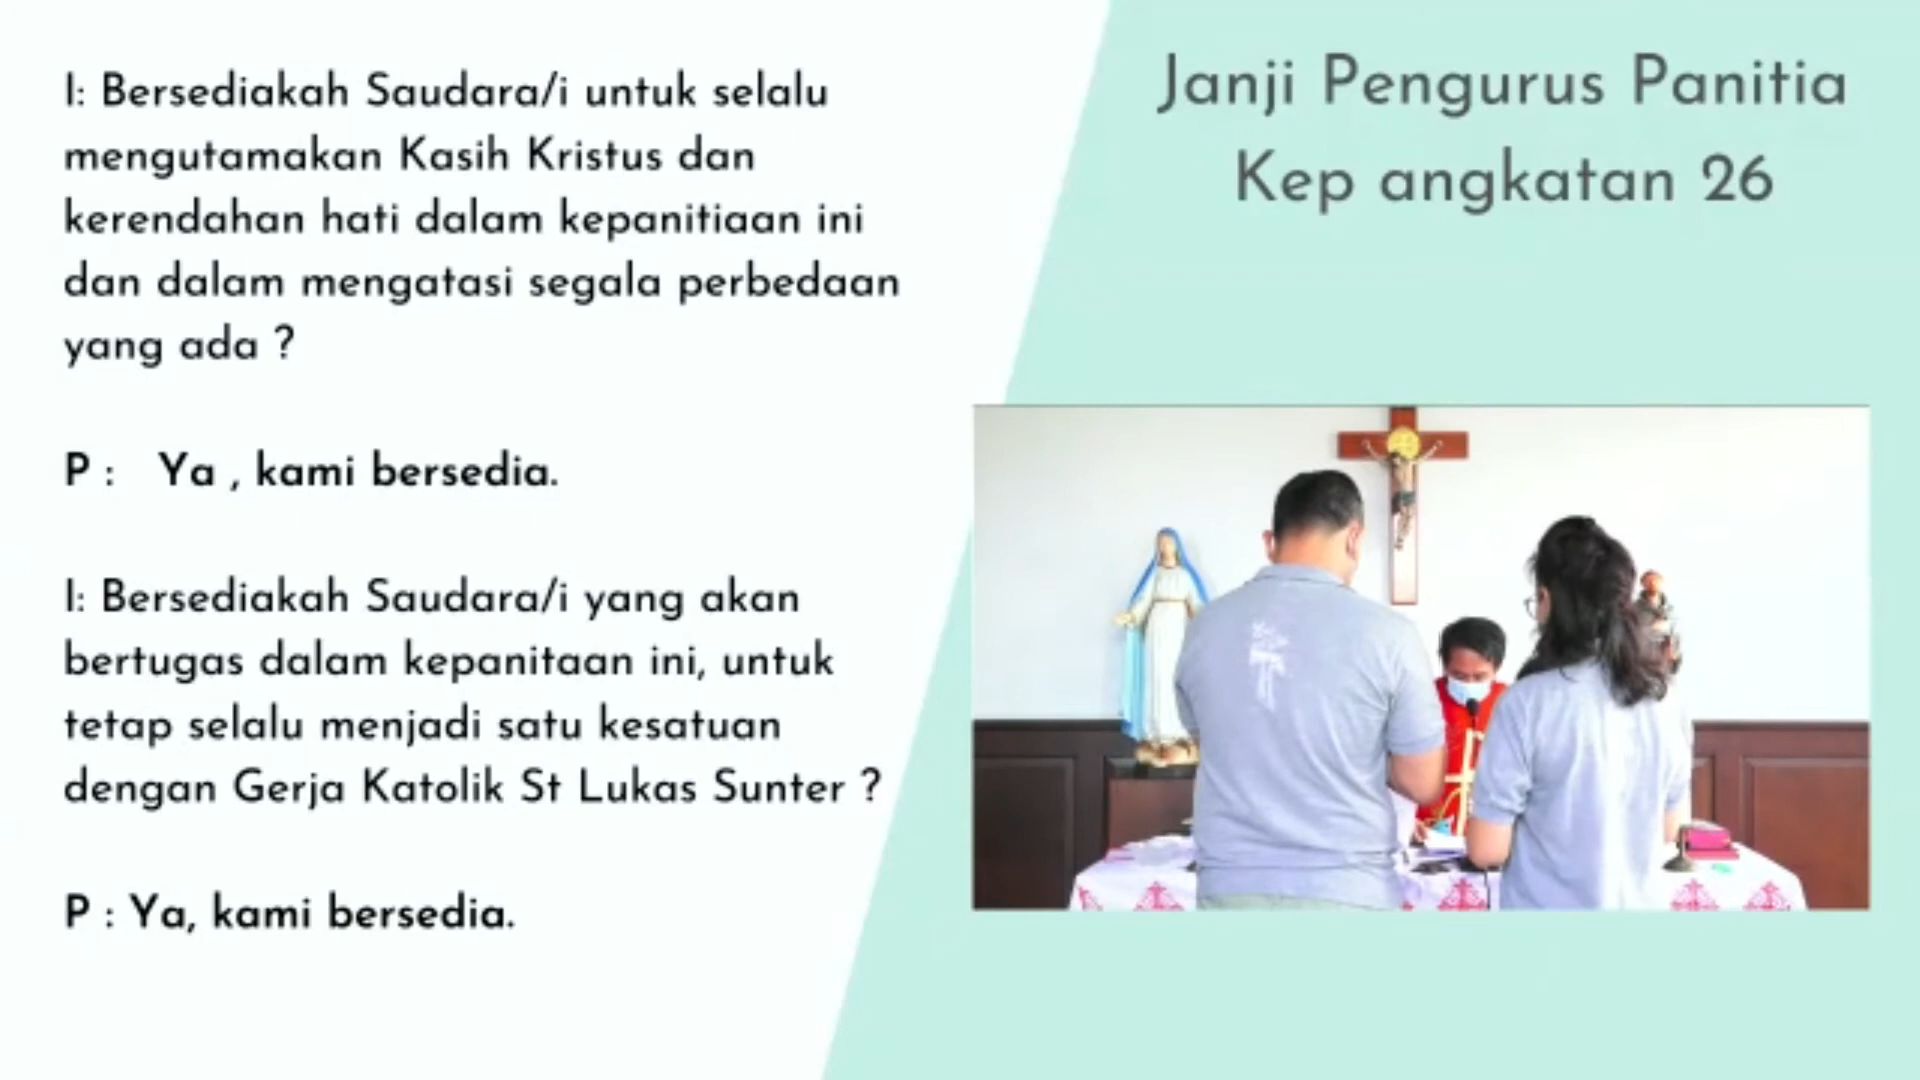 I: Bersediakah Saudara/i untuk selalu
mengutamakan Kasih Kristus dan
kerendahan hati dalam kepanitiaan ini
dan dalam mengatasi segala perbedaan
yang ada ?
P : Ya , kami bersedia.
I: Bersediakah Saudara/i yang akan
bertugas dalam kepanitaan ini, untuk
tetap selalu menjadi satu kesatuan
dengan Gerja Katolik St Lukas Sunter ?
P : Ya, kami bersedia.
Janji Pengurus Panitia
Kep angkatan 26